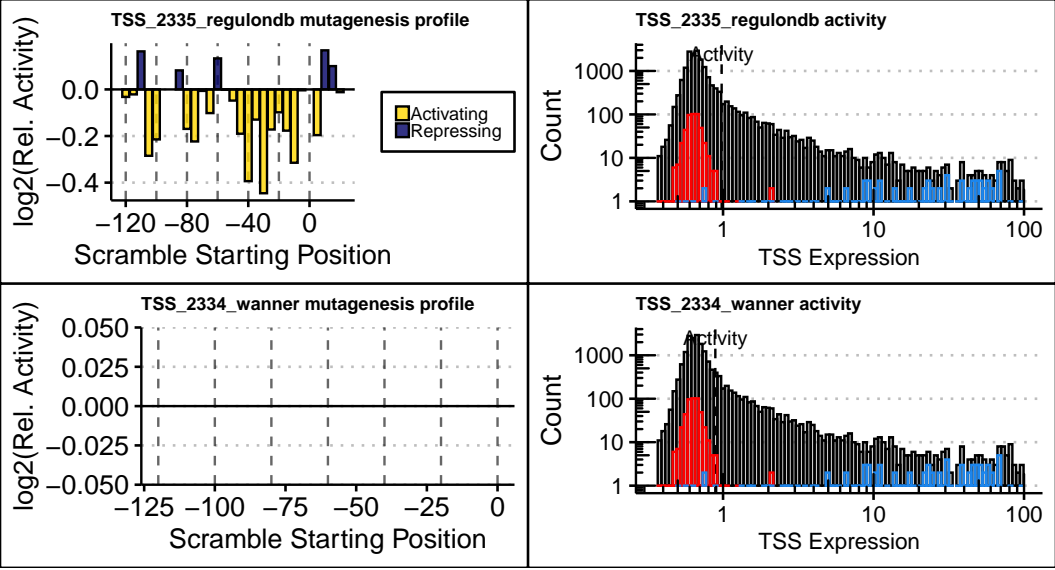 TSS_2335_regulondb mutagenesis profile
log2(Rel. Activity)
0.0
−0.2
−0.4
−120 −80 −40 0
Scramble Starting Position
Activating
Repressing
TSS_2335_regulondb activity
Activity
Count
1000
100
10
1
1 10 100
TSS Expression
TSS_2334_wanner mutagenesis profile
log2(Rel. Activity)
0.050
0.025
0.000
−0.025
−0.050
−125 −100 −75 −50 −25 0
Scramble Starting Position
TSS_2334_wanner activity
Activity
Count
1000
100
10
1
1 10 100
TSS Expression